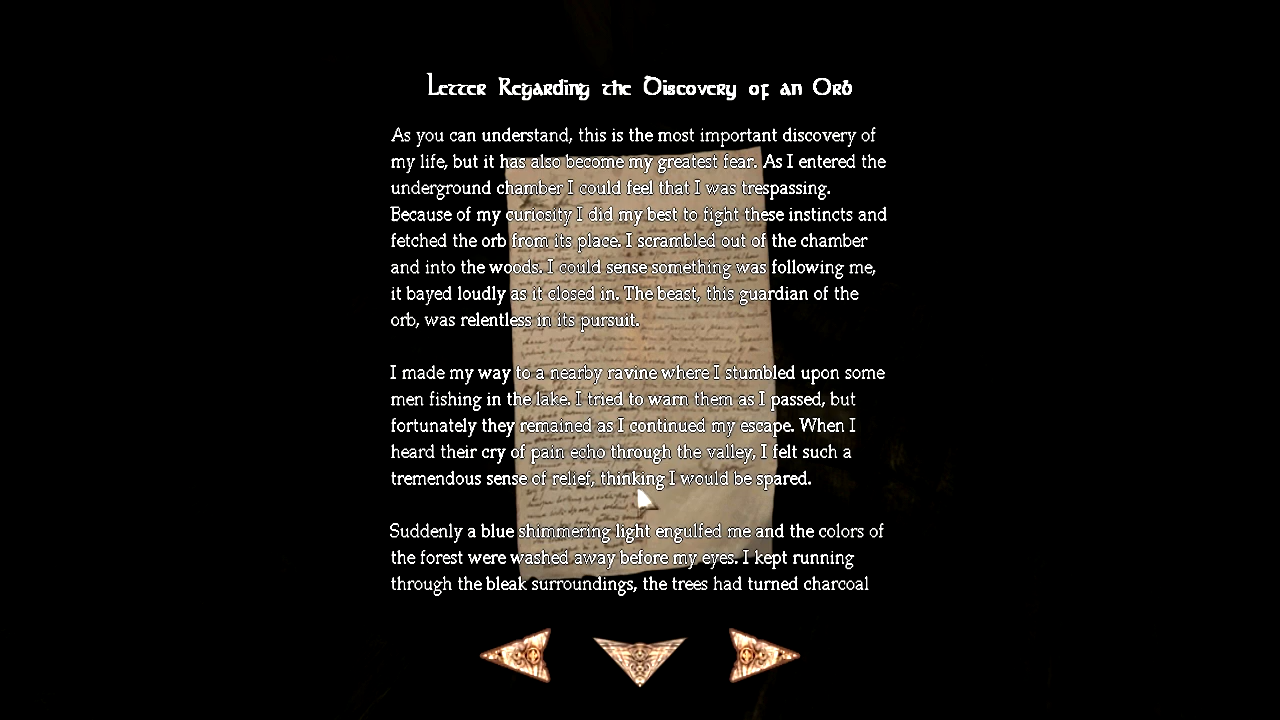 Letter Regarding the Discovery of an Orb
As you can understand, this is the most important discovery of
my life, but it has also become my greatest fear. As I entered the
underground chamber I could feel that I was trespassing.
Because of my curiosity I did my best to fight these instincts and
fetched the orb from its place. I scrambled out of the chamber
and into the woods. I could sense something was following me,
it bayed loudly as it closed in. The beast, this guardian of the
orb, was relentless in its pursuit.
I made my way to a nearby ravine where I stumbled upon some
men fishing in the lake. I tried to warn them as I passed, but
fortunately they remained as I continued my escape. When I
heard their cry of pain echo through the valley, I felt such a
tremendous sense of relief, thinking I would be spared.
Suddenly a blue shimmering light engulfed me and the colors of
the forest were washed away before my eyes. I kept running
through the bleak surroundings, the trees had turned charcoal